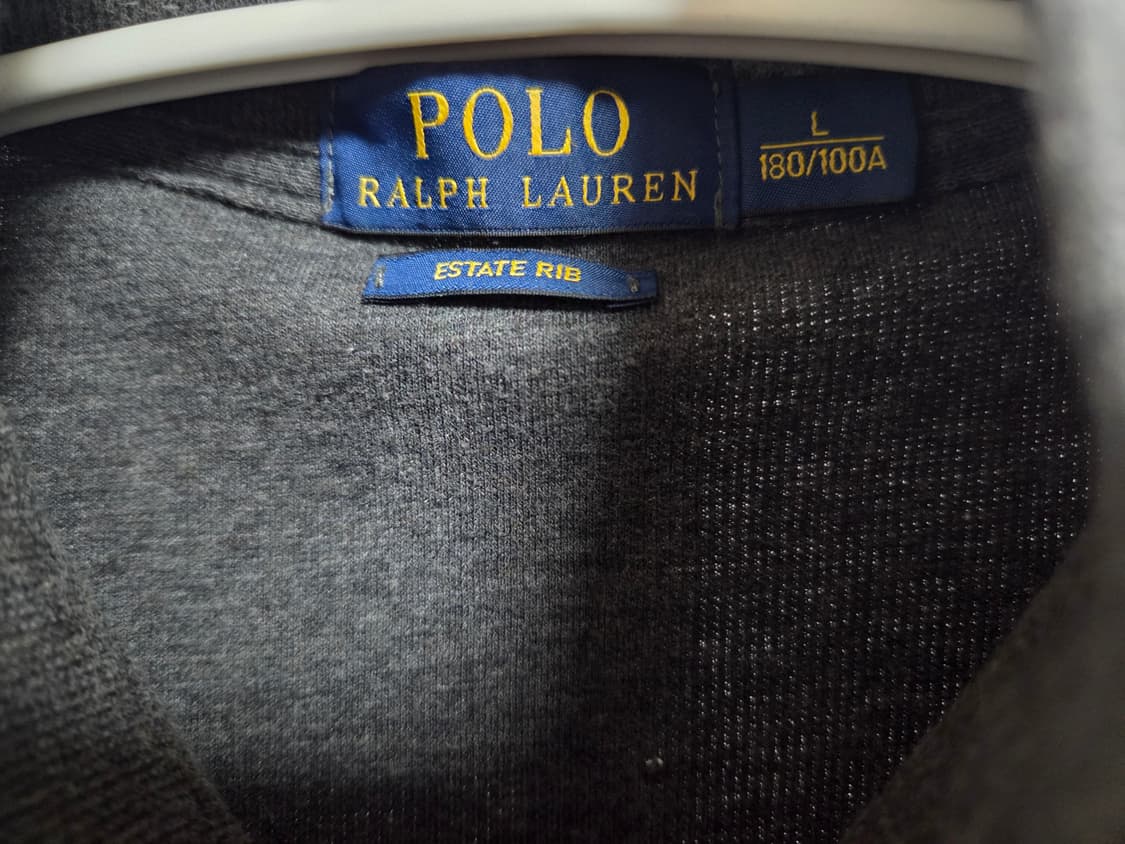 POLO
RALPH LAUREN
L
180/100A
ESTATE RIB